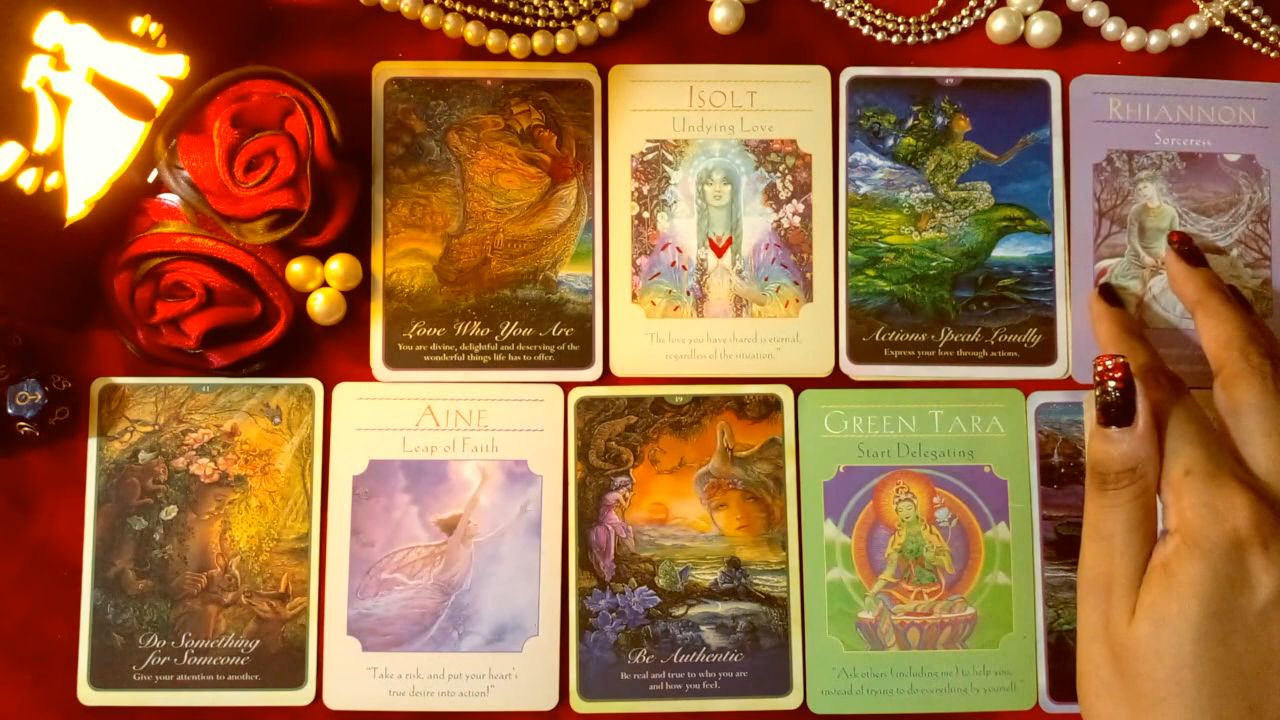 Love Who You Are
You are divine, delightful and deserving of the
wonderful things life has to offer.
ISOLT
Undying Love
"The love you have shared is eternal,
regardless of the situation."
49
Actions Speak Loudly
Express your love through actions.
RHIANNON
Sorceress
41
Do Something
for Someone
Give your attention to another.
AINE
Leap of Faith
"Take a risk, and put your heart's
true desire into action!"
19
Be Authentic
Be real and true to who you are
and how you feel.
GREEN TARA
Start Delegating
"Ask others (including me) to help you,
instead of trying to do everything by yourself."